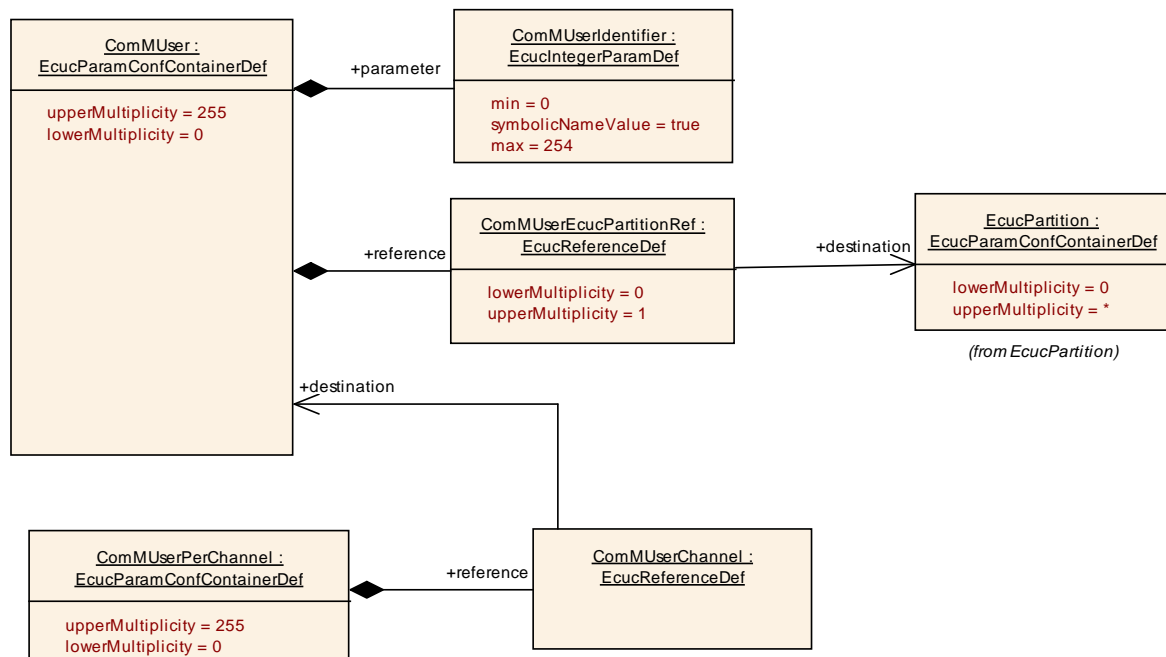 ComMUser :
EcucParamConfContainerDef
upperMultiplicity = 255
lowerMultiplicity = 0
+parameter
ComMUserIdentifier :
EcucIntegerParamDef
min = 0
symbolicNameValue = true
max = 254
+reference
ComMUserEcucPartitionRef :
EcucReferenceDef
lowerMultiplicity = 0
upperMultiplicity = 1
+destination
EcucPartition :
EcucParamConfContainerDef
lowerMultiplicity = 0
upperMultiplicity = *
(from EcucPartition)
+destination
ComMUserPerChannel :
EcucParamConfContainerDef
upperMultiplicity = 255
lowerMultiplicity = 0
+reference
ComMUserChannel :
EcucReferenceDef